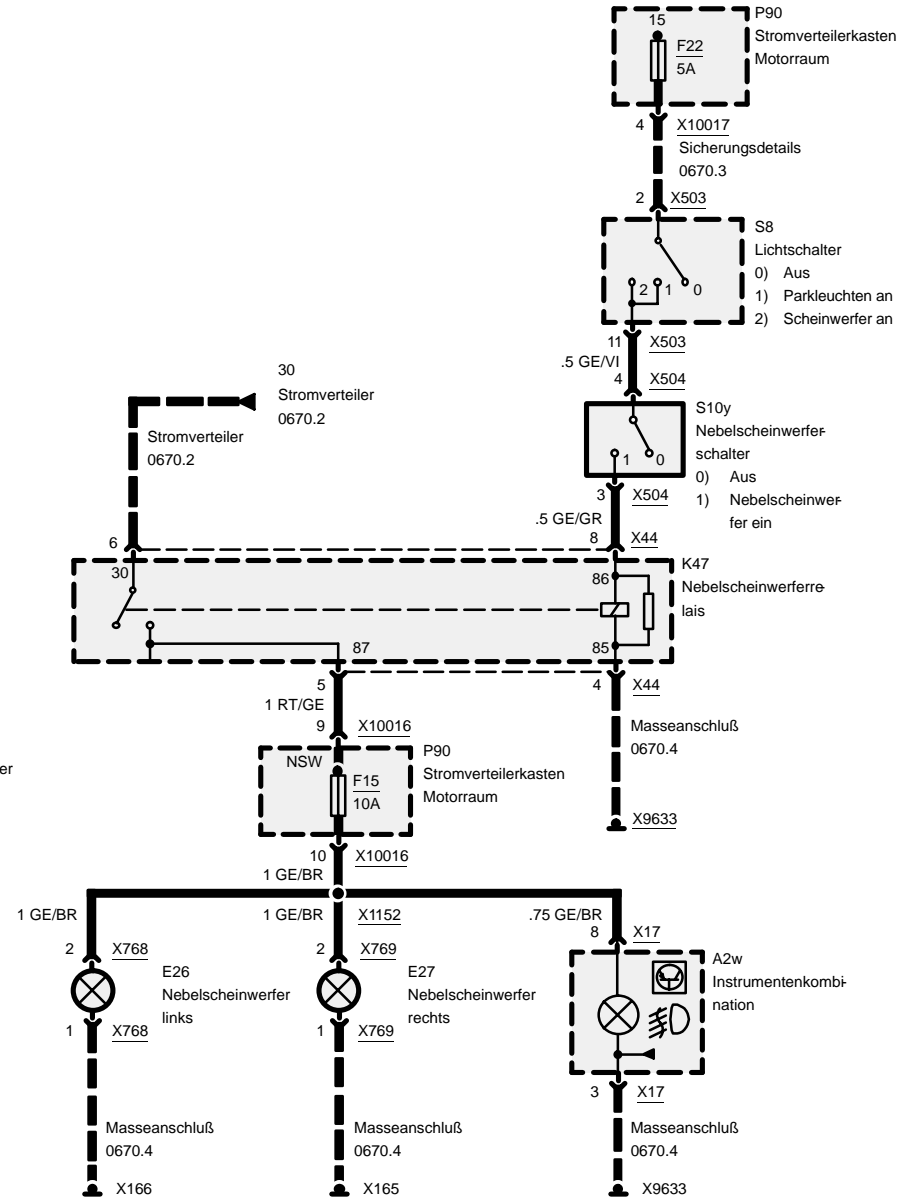 15
F22
5A
P90
Stromverteilerkasten
Motorraum
4 X10017
Sicherungsdetails
0670.3
2 X503
S8
Lichtschalter
0) Aus
1) Parkleuchten an
2) Scheinwerfer an
2 1 0
11 X503
.5 GE/VI
4 X504
30
Stromverteiler
0670.2
Stromverteiler
0670.2
S10y
Nebelscheinwerfer-
schalter
0) Aus
1) Nebelscheinwer-
fer ein
1 0
3 X504
.5 GE/GR
6
8 X44
30
86
K47
Nebelscheinwerferre-
lais
87
85
5
4 X44
1 RT/GE
9 X10016
Masseanschluß
0670.4
X9633
er
NSW
F15
10A
P90
Stromverteilerkasten
Motorraum
10 X10016
1 GE/BR
1 GE/BR
1 GE/BR
X1152
.75 GE/BR
2 X768
2 X769
8 X17
E26
Nebelscheinwerfer
links
E27
Nebelscheinwerfer
rechts
A2w
Instrumentenkombi-
nation
1 X768
1 X769
3 X17
Masseanschluß
0670.4
Masseanschluß
0670.4
Masseanschluß
0670.4
X166
X165
X9633